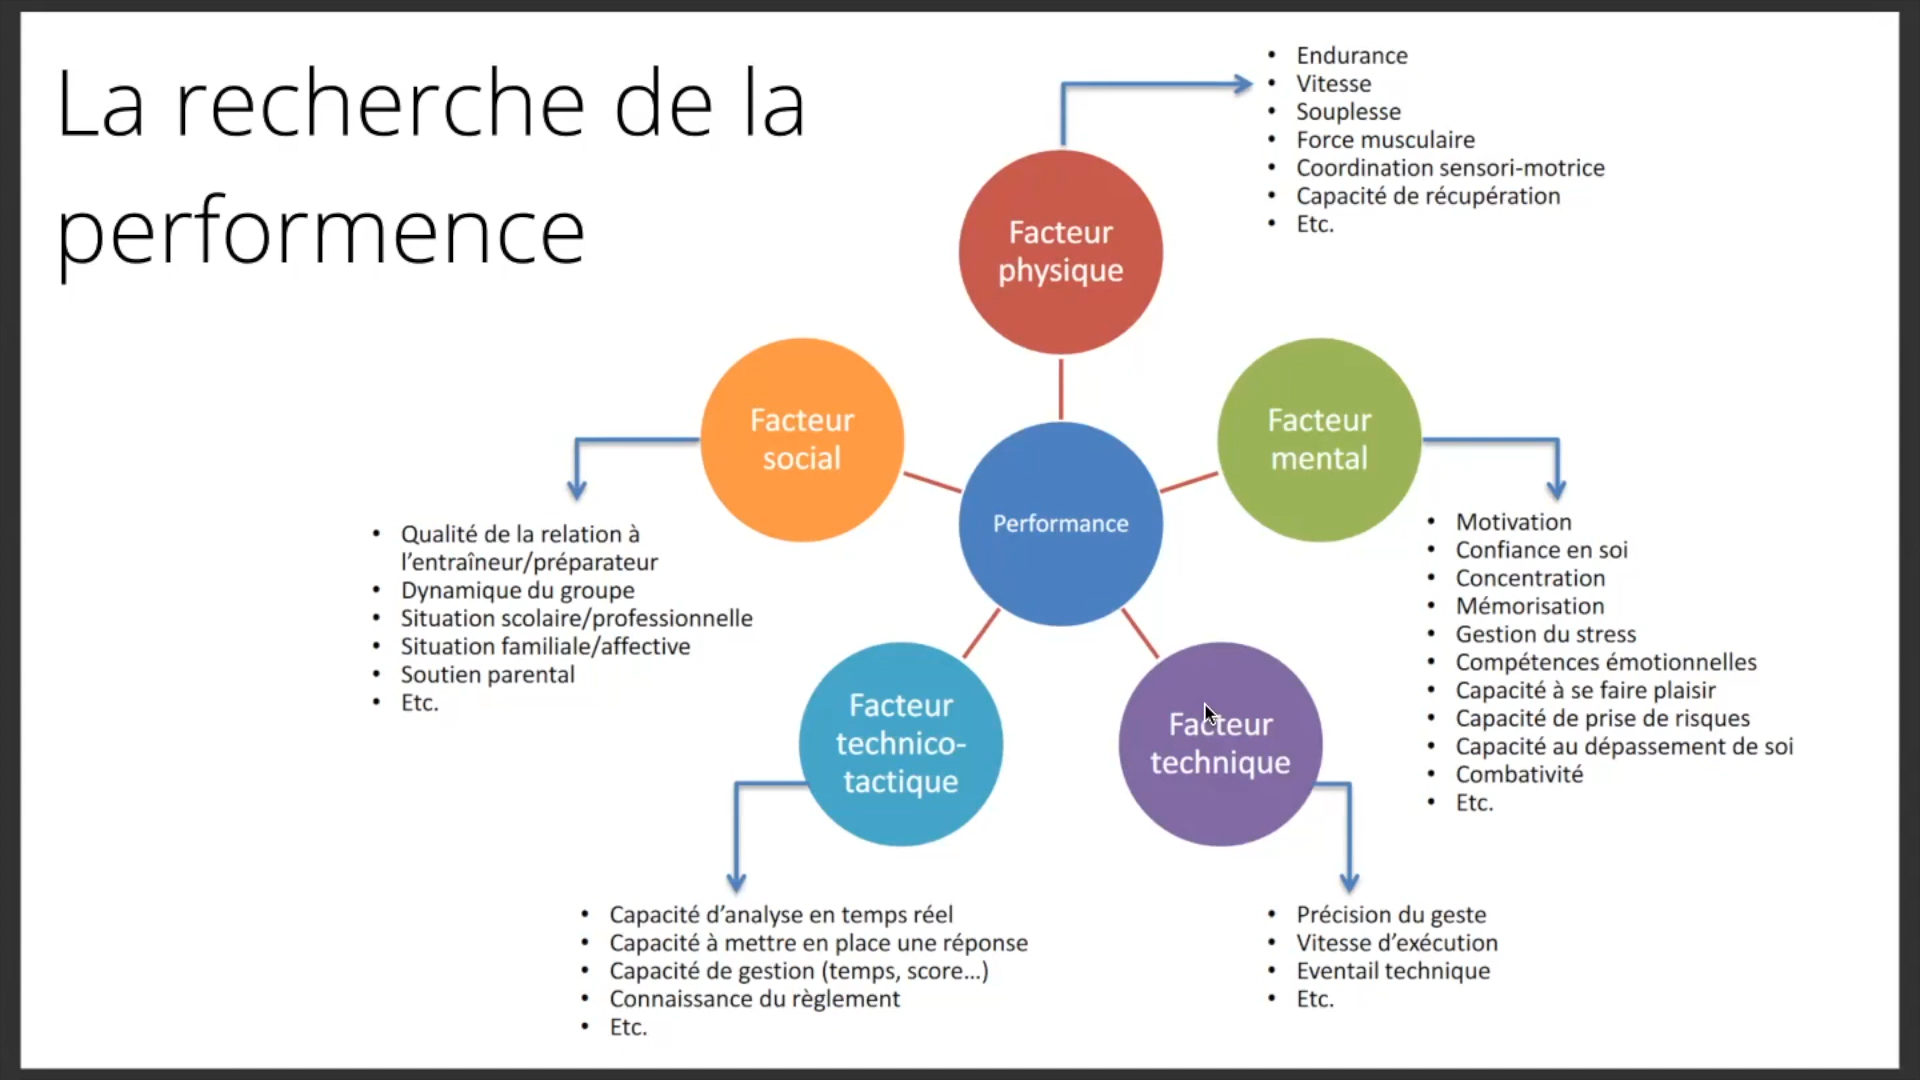 La recherche de la
performence
• Endurance
• Vitesse
• Souplesse
• Force musculaire
• Coordination sensori-motrice
• Capacité de récupération
• Etc.
Facteur
physique
Facteur
social
Facteur
mental
Performance
• Qualité de la relation à
l’entraîneur/préparateur
• Dynamique du groupe
• Situation scolaire/professionnelle
• Situation familiale/affective
• Soutien parental
• Etc.
• Motivation
• Confiance en soi
• Concentration
• Mémorisation
• Gestion du stress
• Compétences émotionnelles
• Capacité à se faire plaisir
• Capacité de prise de risques
• Capacité au dépassement de soi
• Combativité
• Etc.
Facteur
technico-
tactique
Facteur
technique
• Capacité d’analyse en temps réel
• Capacité à mettre en place une réponse
• Capacité de gestion (temps, score…)
• Connaissance du règlement
• Etc.
• Précision du geste
• Vitesse d’exécution
• Eventail technique
• Etc.